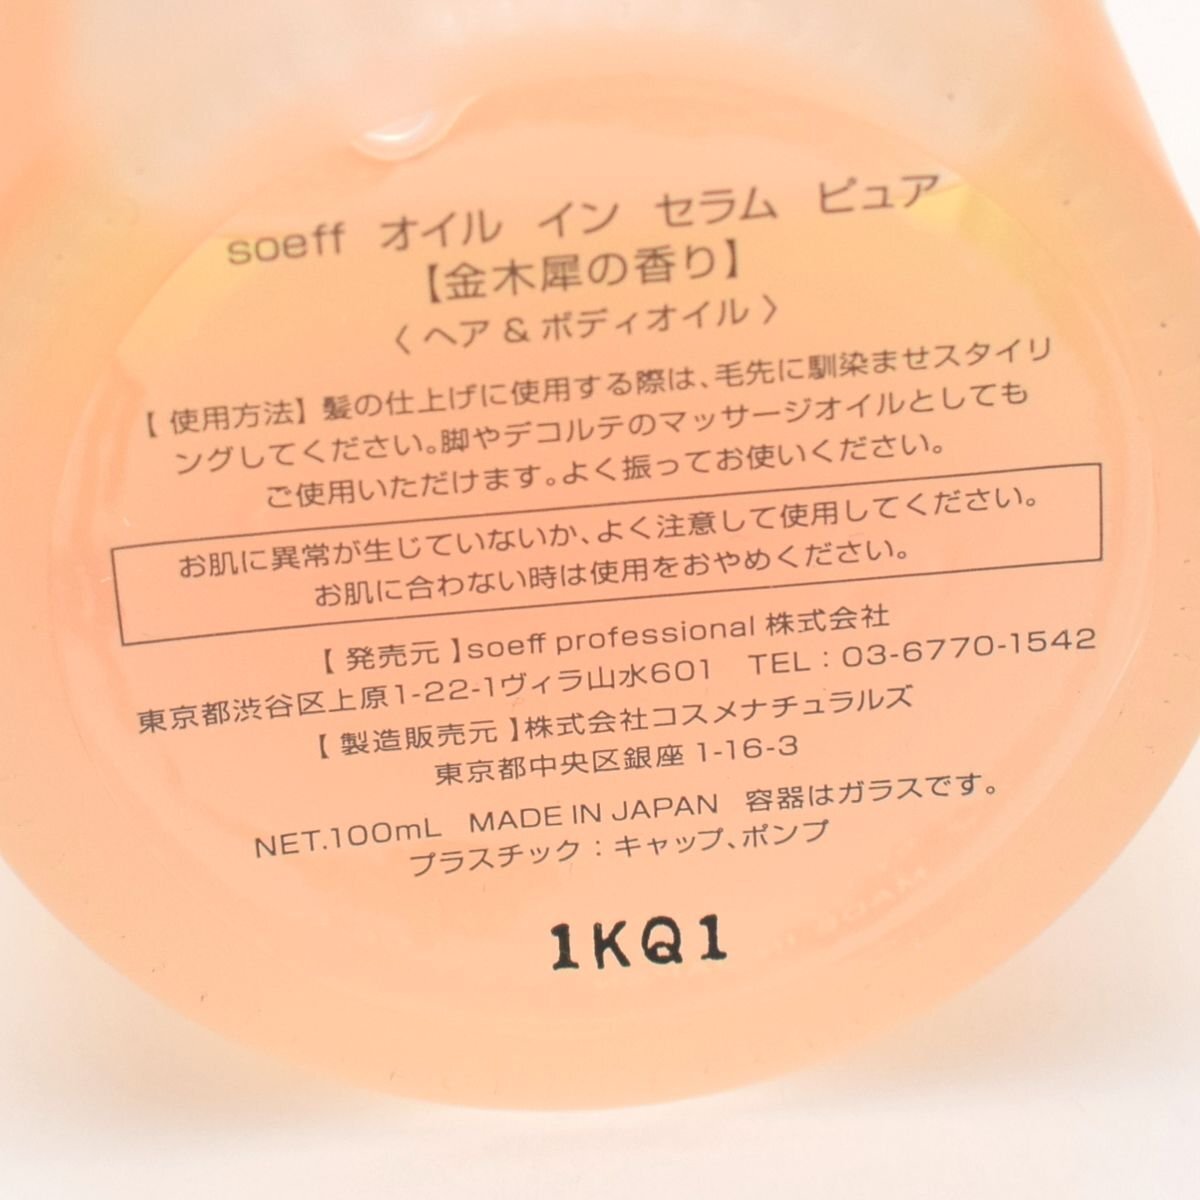 soeff オイル イン セラム ピュア
【金木犀の香り】
〈 ヘア & ボディオイル 〉
【 使用方法】髪の仕上げに使用する際は、毛先に馴染ませスタイリ
ングしてください。脚やデコルテのマッサージオイルとしても
ご使用いただけます。よく振ってお使いください。
お肌に異常が生じていないか、よく注意して使用してください。
お肌に合わない時は使用をおやめください。
【 発売元 】soeff professional 株式会社
東京都渋谷区上原1-22-1ヴィラ山水601 TEL : 03-6770-1542
【 製造販売元 】株式会社コスメナチュラルズ
東京都中央区銀座 1-16-3
NET.100mL MADE IN JAPAN 容器はガラスです。
プラスチック : キャップ、ポンプ
1KQ1